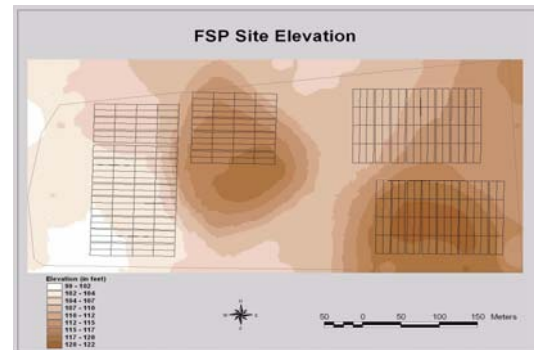 FSP Site Elevation
Elevation (in feet)
99 - 102
102 - 104
104 - 107
107 - 110
110 - 112
112 - 115
115 - 117
117 - 120
120 - 122
N
W E
S
50 0 50 100 150 Meters